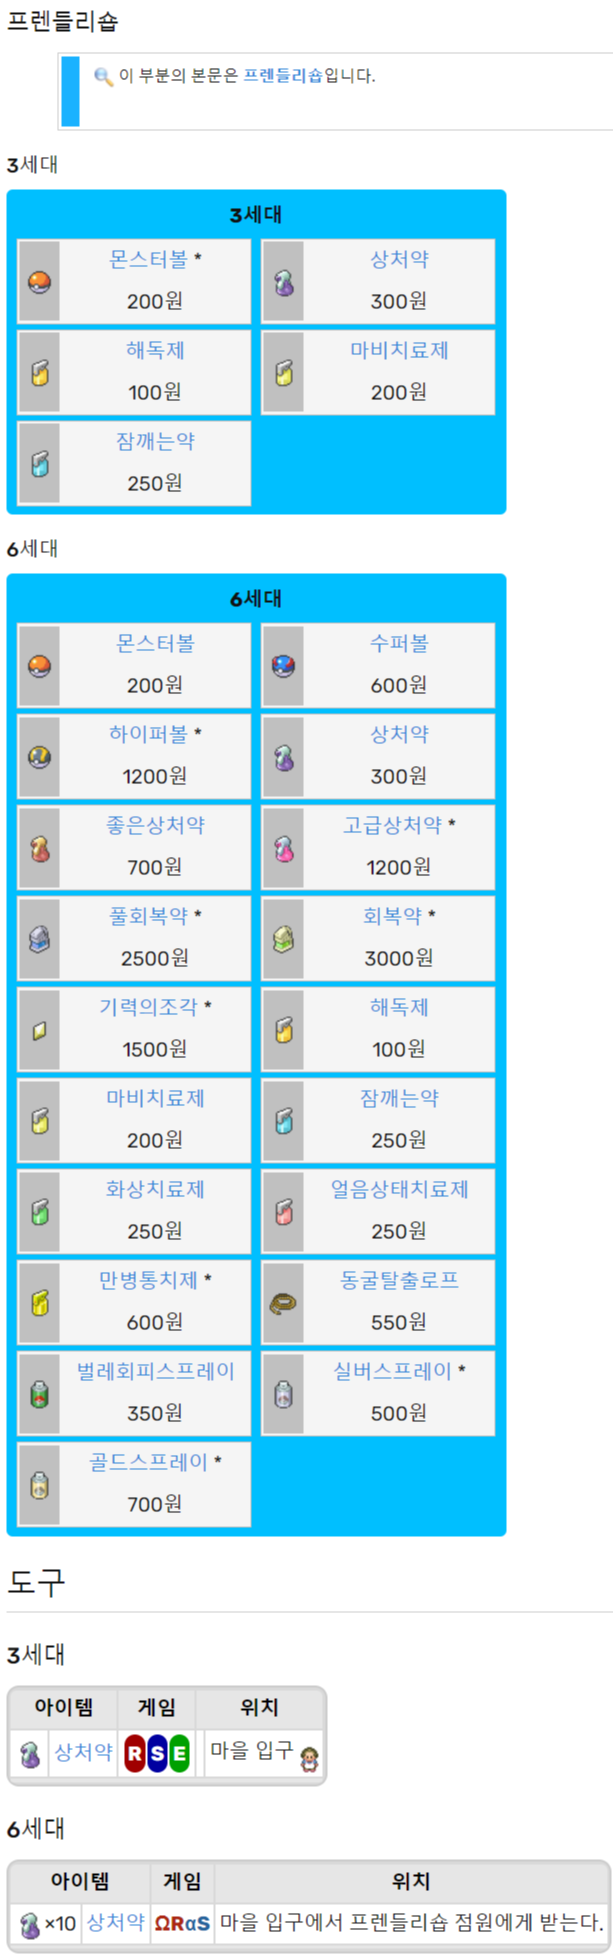 프렌들리숍
이 부분의 본문은 프렌들리숍입니다.
3세대
3세대
몬스터볼 *
200원
상처약
300원
해독제
100원
마비치료제
200원
잠깨는약
250원
6세대
6세대
몬스터볼
200원
수퍼볼
600원
하이퍼볼 *
1200원
상처약
300원
좋은상처약
700원
고급상처약 *
1200원
풀회복약 *
2500원
회복약 *
3000원
기력의조각 *
1500원
해독제
100원
마비치료제
200원
잠깨는약
250원
화상치료제
250원
얼음상태치료제
250원
만병통치제 *
600원
동굴탈출로프
550원
벌레회피스프레이
350원
실버스프레이 *
500원
골드스프레이 *
700원
도구
3세대
아이템 게임 위치
상처약 R S E 마을 입구
6세대
아이템 게임 위치
×10 상처약 ΩRαS 마을 입구에서 프렌들리숍 점원에게 받는다.